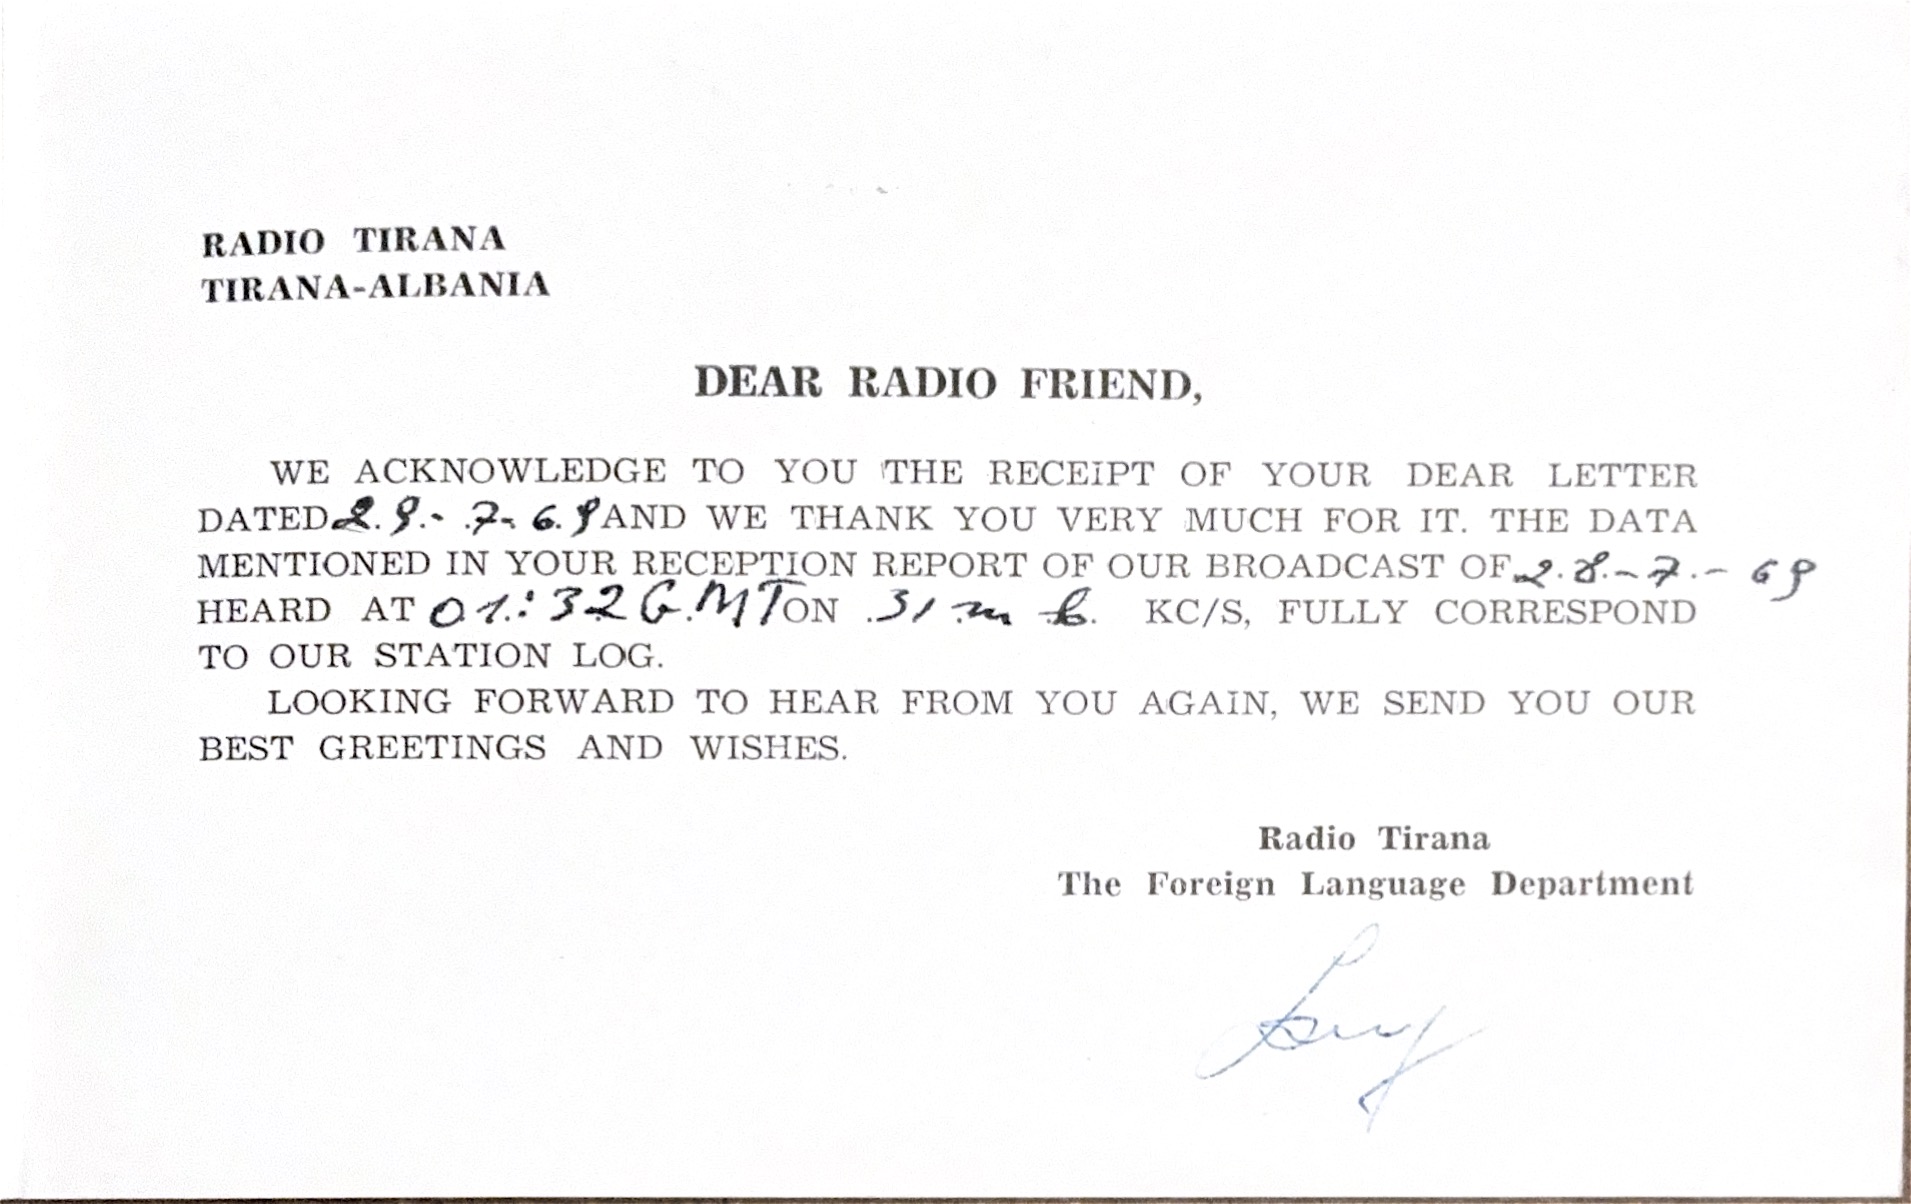 RADIO TIRANA
TIRANA-ALBANIA
DEAR RADIO FRIEND,
WE ACKNOWLEDGE TO YOU THE RECEIPT OF YOUR DEAR LETTER
DATED 29.-7-69 AND WE THANK YOU VERY MUCH FOR IT. THE DATA
MENTIONED IN YOUR RECEPTION REPORT OF OUR BROADCAST OF 28.-7.-69
HEARD AT 01:32 GMT ON 31 m b. KC/S, FULLY CORRESPOND
TO OUR STATION LOG.
LOOKING FORWARD TO HEAR FROM YOU AGAIN, WE SEND YOU OUR
BEST GREETINGS AND WISHES.
Radio Tirana
The Foreign Language Department